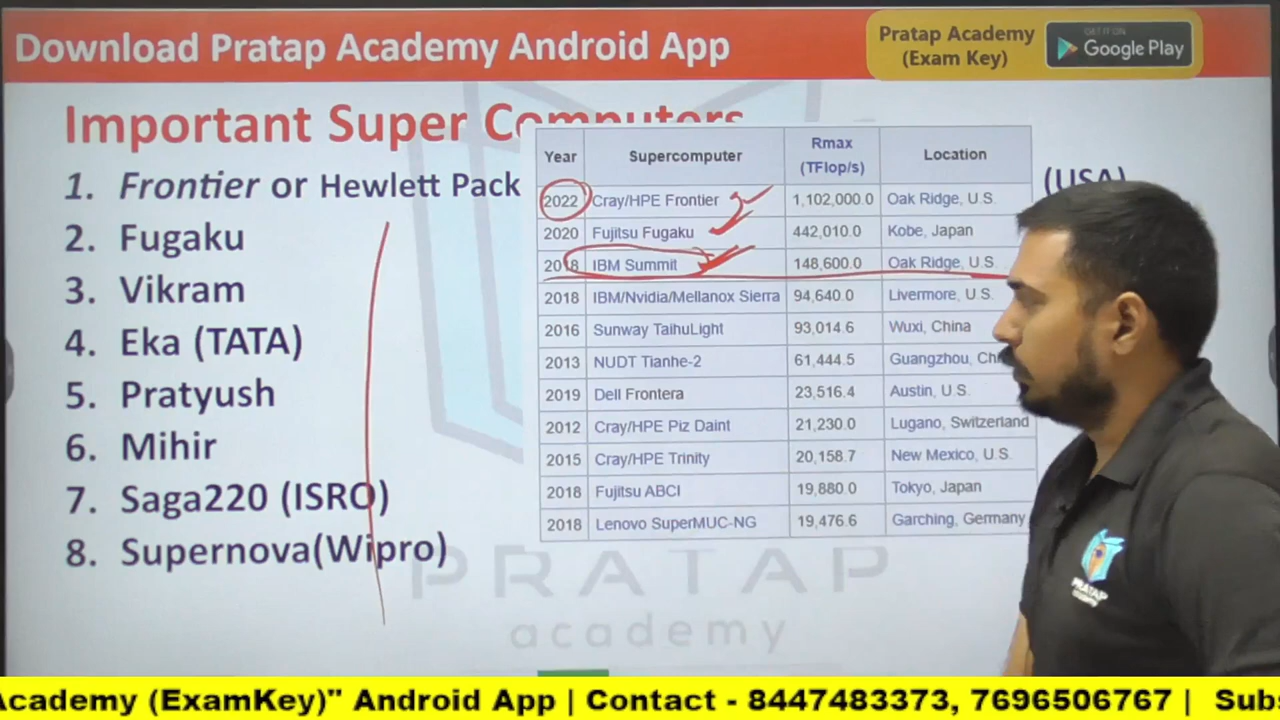 Download Pratap Academy Android App
Pratap Academy
(Exam Key)
GET IT ON
Google Play
Important Super Computers
1. Frontier or Hewlett Pack
(USA)
2. Fugaku
3. Vikram
4. Eka (TATA)
5. Pratyush
6. Mihir
7. Saga220 (ISRO)
8. Supernova(Wipro)
Year Supercomputer Rmax (TFlop/s) Location
2022 Cray/HPE Frontier 1,102,000.0 Oak Ridge, U.S.
2020 Fujitsu Fugaku 442,010.0 Kobe, Japan
2018 IBM Summit 148,600.0 Oak Ridge, U.S.
2018 IBM/Nvidia/Mellanox Sierra 94,640.0 Livermore, U.S.
2016 Sunway TaihuLight 93,014.6 Wuxi, China
2013 NUDT Tianhe-2 61,444.5 Guangzhou, Ch
2019 Dell Frontera 23,516.4 Austin, U.S.
2012 Cray/HPE Piz Daint 21,230.0 Lugano, Switzerland
2015 Cray/HPE Trinity 20,158.7 New Mexico, U.S.
2018 Fujitsu ABCI 19,880.0 Tokyo, Japan
2018 Lenovo SuperMUC-NG 19,476.6 Garching, Germany
PRATAP
academy
PRATAP
Academy (ExamKey)" Android App | Contact - 8447483373, 7696506767 | Subs